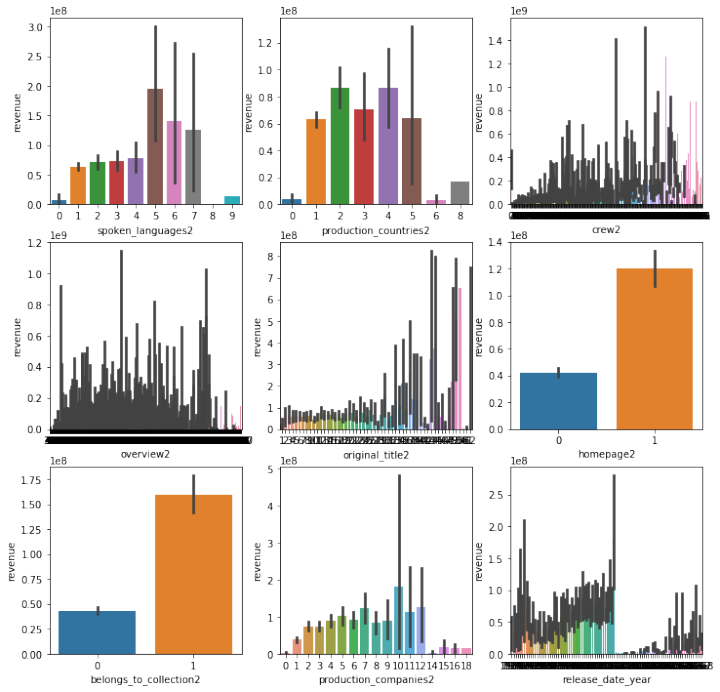 1e8
revenue
3.0
2.5
2.0
1.5
1.0
0.5
0.0
0 1 2 3 4 5 6 7 8 9
spoken_languages2
1e8
revenue
1.2
1.0
0.8
0.6
0.4
0.2
0.0
0 1 2 3 4 5 6 8
production_countries2
1e9
revenue
1.4
1.2
1.0
0.8
0.6
0.4
0.2
0.0
crew2
1e9
revenue
1.2
1.0
0.8
0.6
0.4
0.2
0.0
overview2
1e8
revenue
8
7
6
5
4
3
2
1
0
original_title2
1e8
revenue
1.4
1.2
1.0
0.8
0.6
0.4
0.2
0.0
0 1
homepage2
1e8
revenue
1.75
1.50
1.25
1.00
0.75
0.50
0.25
0.00
0 1
belongs_to_collection2
1e8
revenue
5
4
3
2
1
0
0 1 2 3 4 5 6 7 8 9 10 11 12 14 15 16 18
production_companies2
1e8
revenue
2.5
2.0
1.5
1.0
0.5
0.0
release_date_year